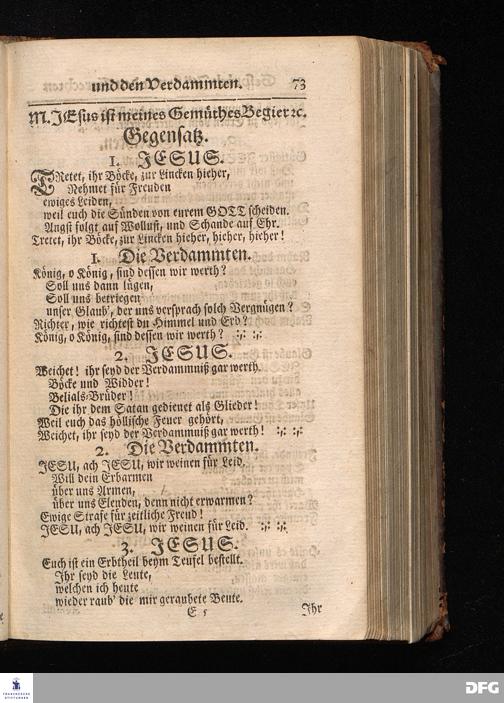 und den Verdammten. 73
M. JEsus ist meines Gemüthes Begier ꝛc.
Gegensatz.
1. JESUS.
TRetet, ihr Böcke, zur Lincken hieher,
Nehmet für Freuden
ewiges Leiden,
weil euch die Sünden von eurem GOTT scheiden.
Angst folgt auf Wollust, und Schande auf Ehr.
Tretet, ihr Böcke, zur Lincken hieher, hieher, hieher!
1. Die Verdammten.
König, o König, sind dessen wir werth?
Soll uns dann lügen,
Soll uns betriegen
unser Glaub', der uns versprach solch Vergnügen?
Richter, wie richtest du Himmel und Erd?
König, o König, sind dessen wir werth? :,: :,:
2. JESUS.
Weichet! ihr seyd der Verdammniß gar werth.
Böcke und Widder!
Belials-Brüder!
Die ihr dem Satan gedienet als Glieder!
Weil euch das höllische Feuer gehört,
Weichet, ihr seyd der Verdammniß gar werth! :,: :,:
2. Die Verdammten.
JESU, ach JESU, wir weinen für Leid.
Will dein Erbarmen
über uns Armen,
über uns Elenden, denn nicht erwarmen?
Ewige Strafe für zeitliche Freud!
JESU, ach JESU, wir weinen für Leid. :,: :,:
3. JESUS.
Euch ist ein Erbtheil beym Teufel bestellt.
Ihr seyd die Leute,
welchen ich heute
wieder raub' die mir geraubete Beute.
E 5 Ihr
FRANCKESCHE STIFTUNGEN
DFG